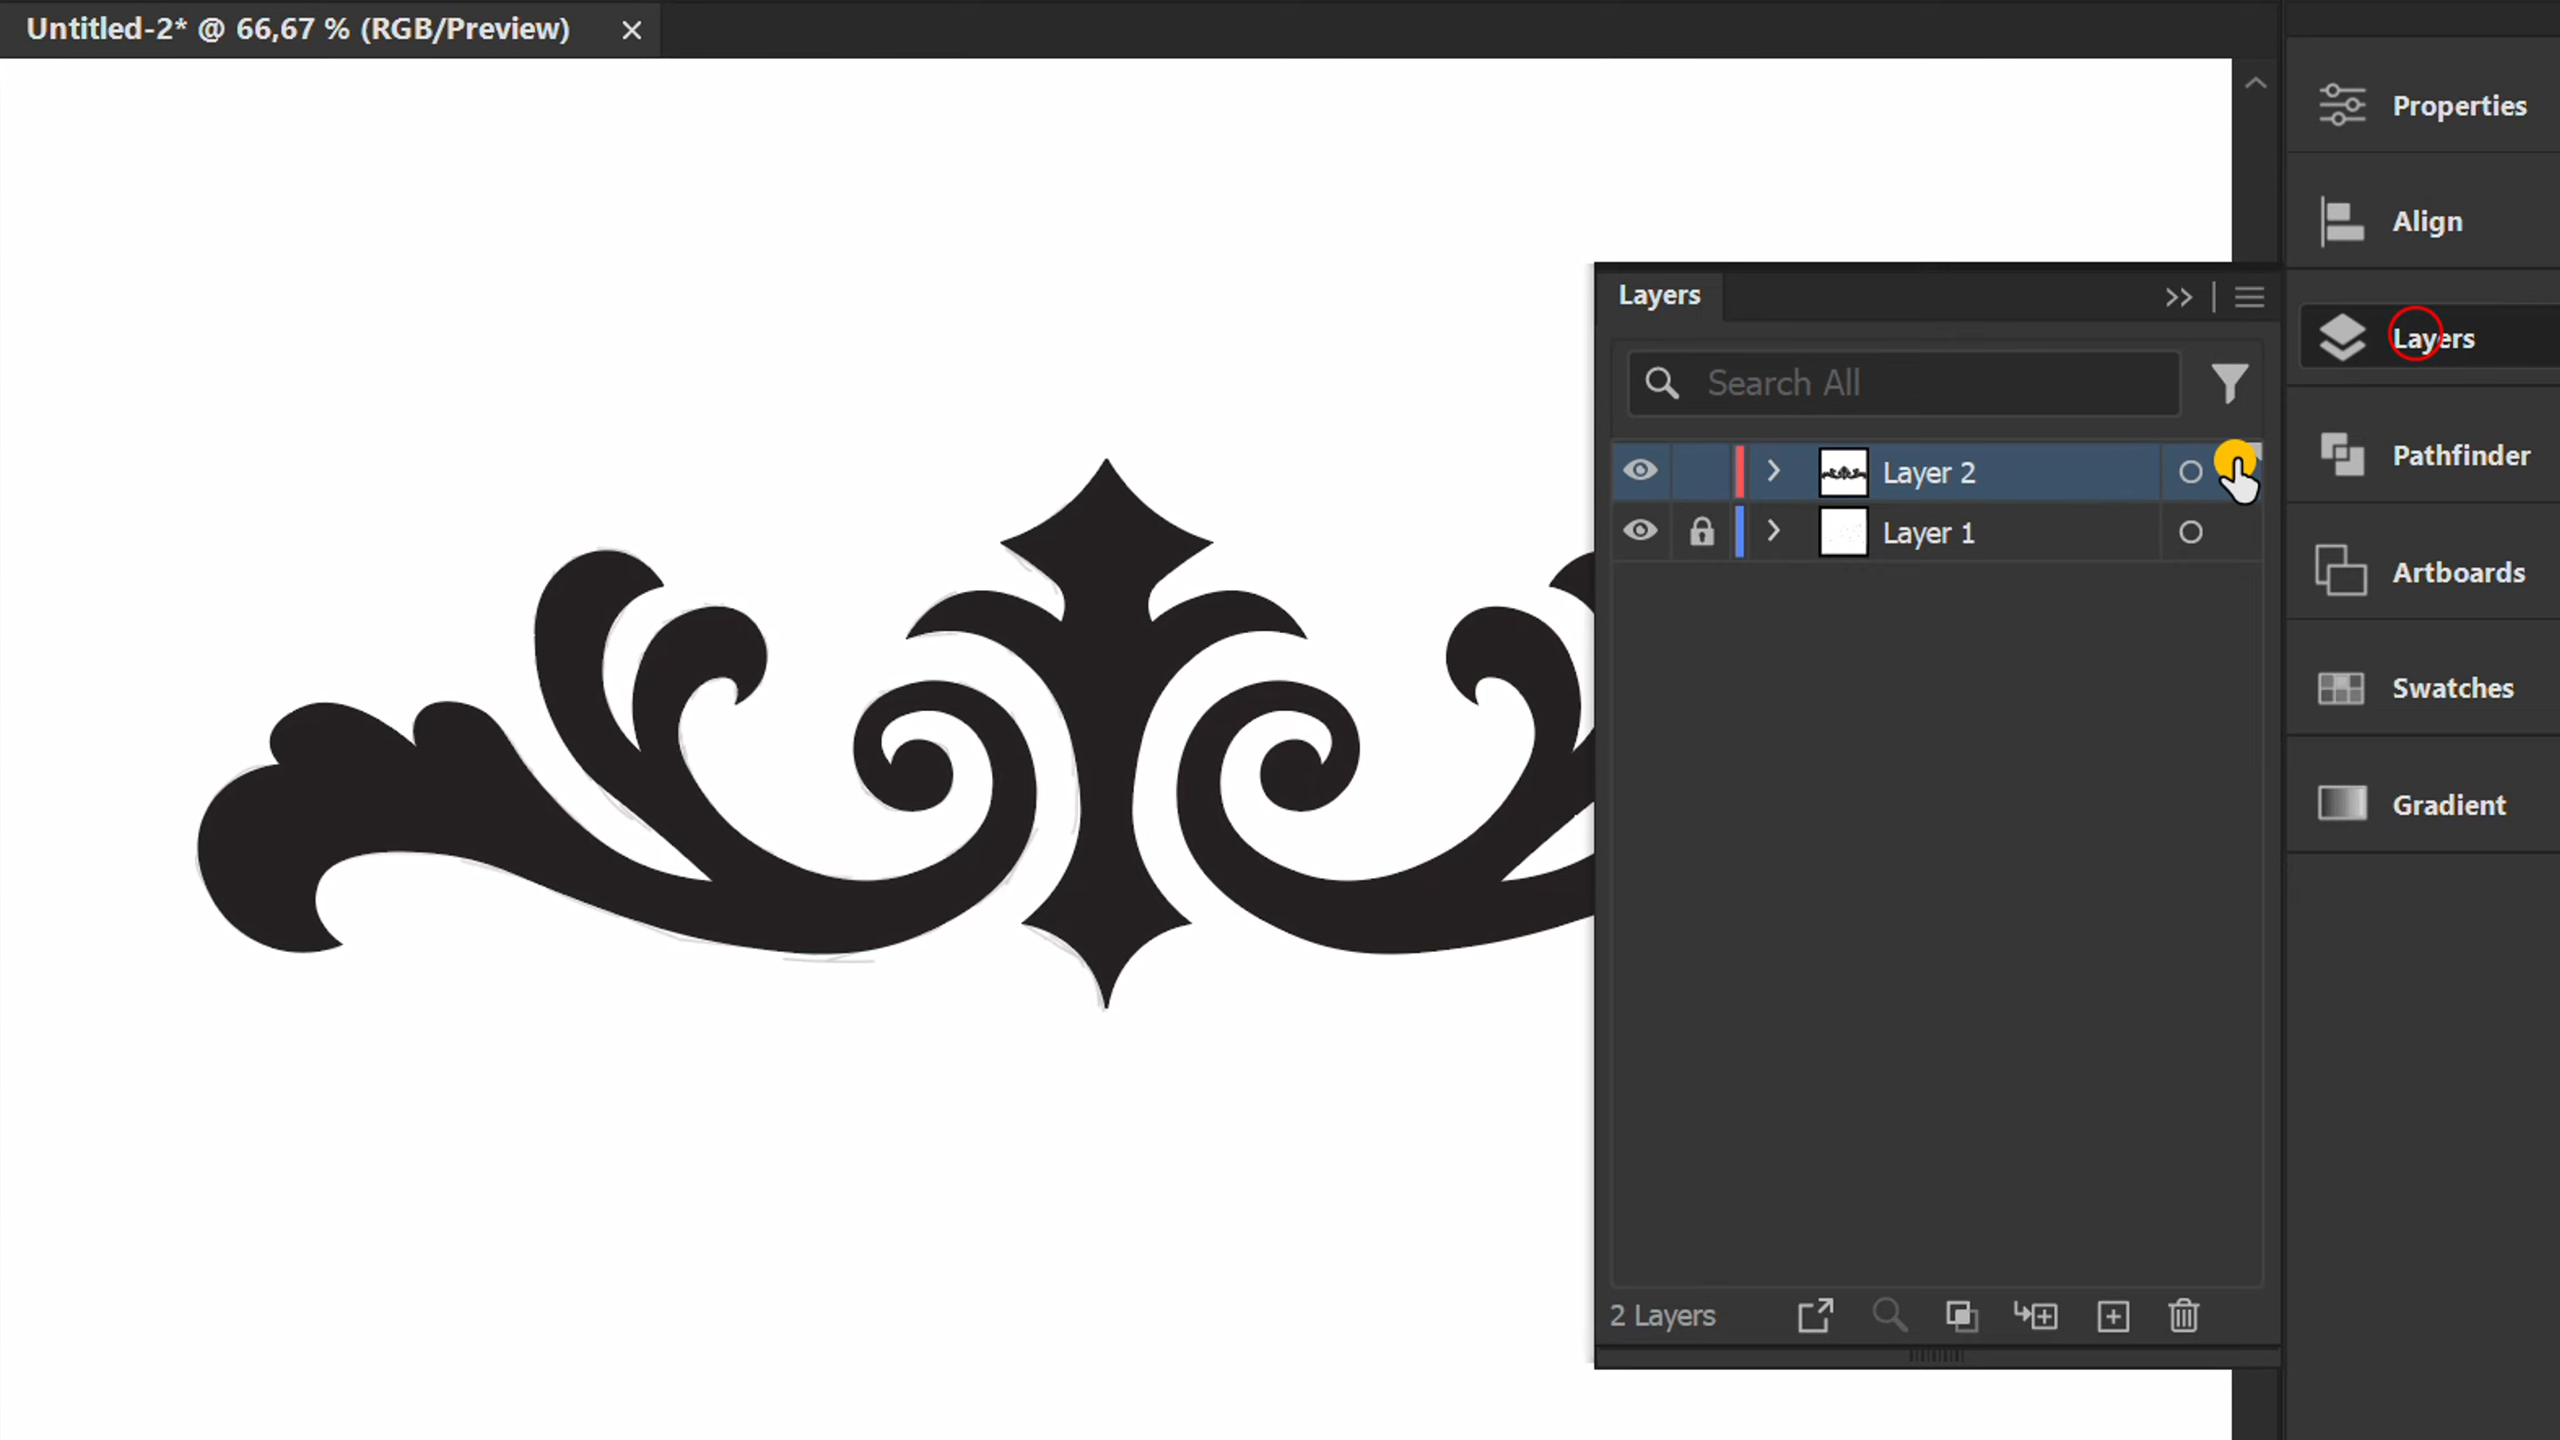 Untitled-2* @ 66,67 % (RGB/Preview)
Properties
Align
Layers
Pathfinder
Artboards
Swatches
Gradient
Layers
Search All
Layer 2
Layer 1
2 Layers